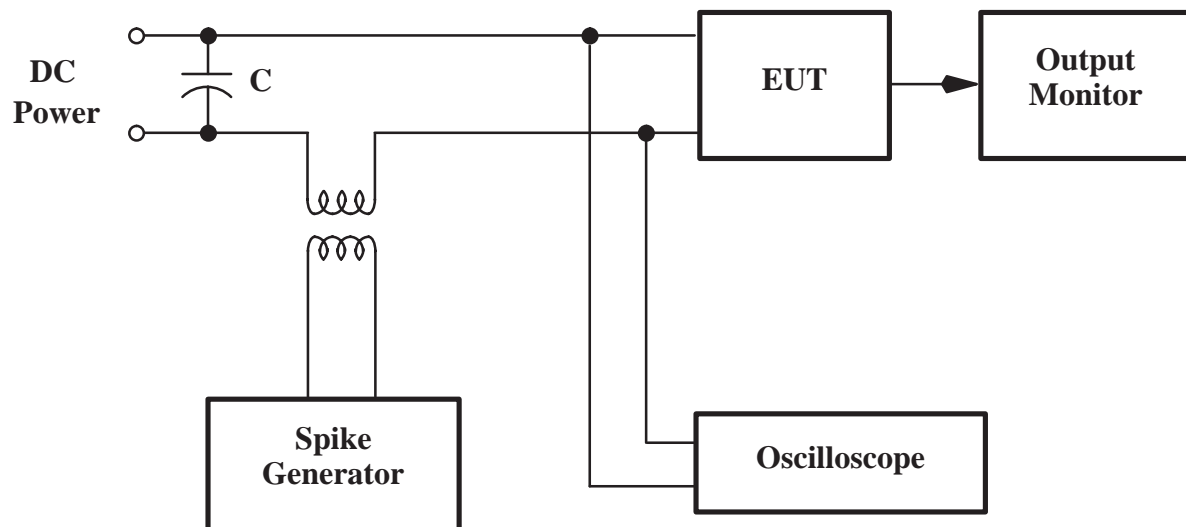 DC
Power
C
EUT
Output
Monitor
Spike
Generator
Oscilloscope